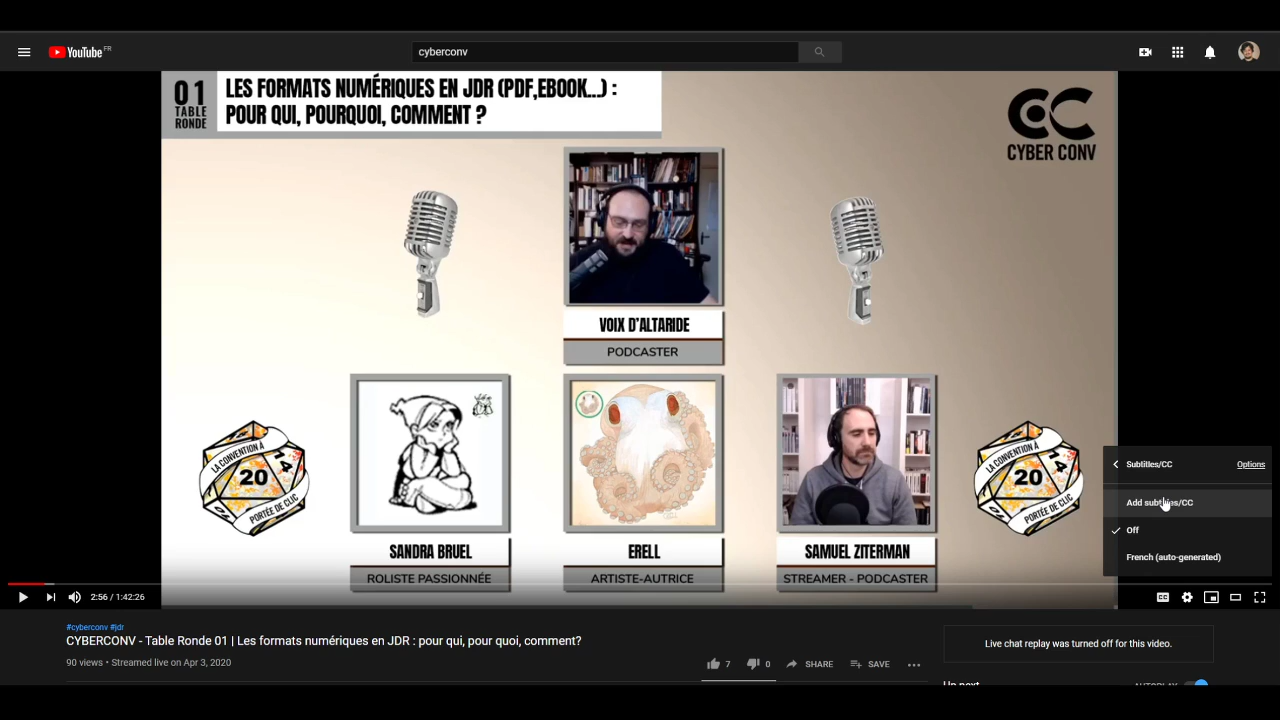 YouTube FR
cyberconv
01
TABLE
RONDE
LES FORMATS NUMÉRIQUES EN JDR (PDF,EBOOK...) :
POUR QUI, POURQUOI, COMMENT ?
CYBER CONV
VOIX D'ALTARIDE
PODCASTER
LA CONVENTION À
20
14
PORTÉE DE CLIC
SANDRA BRUEL
ROLISTE PASSIONNÉE
ERELL
ARTISTE-AUTRICE
SAMUEL ZITERMAN
STREAMER - PODCASTER
LA CONVENTION À
20
14
PORTÉE DE CLIC
Subtitles/CC
Options
Add subtitles/CC
Off
French (auto-generated)
2:56 / 1:42:26
#cyberconv #jdr
CYBERCONV - Table Ronde 01 | Les formats numériques en JDR : pour qui, pour quoi, comment?
90 views • Streamed live on Apr 3, 2020
7
0
SHARE
SAVE
Live chat replay was turned off for this video.
Up next
AUTOPLAY